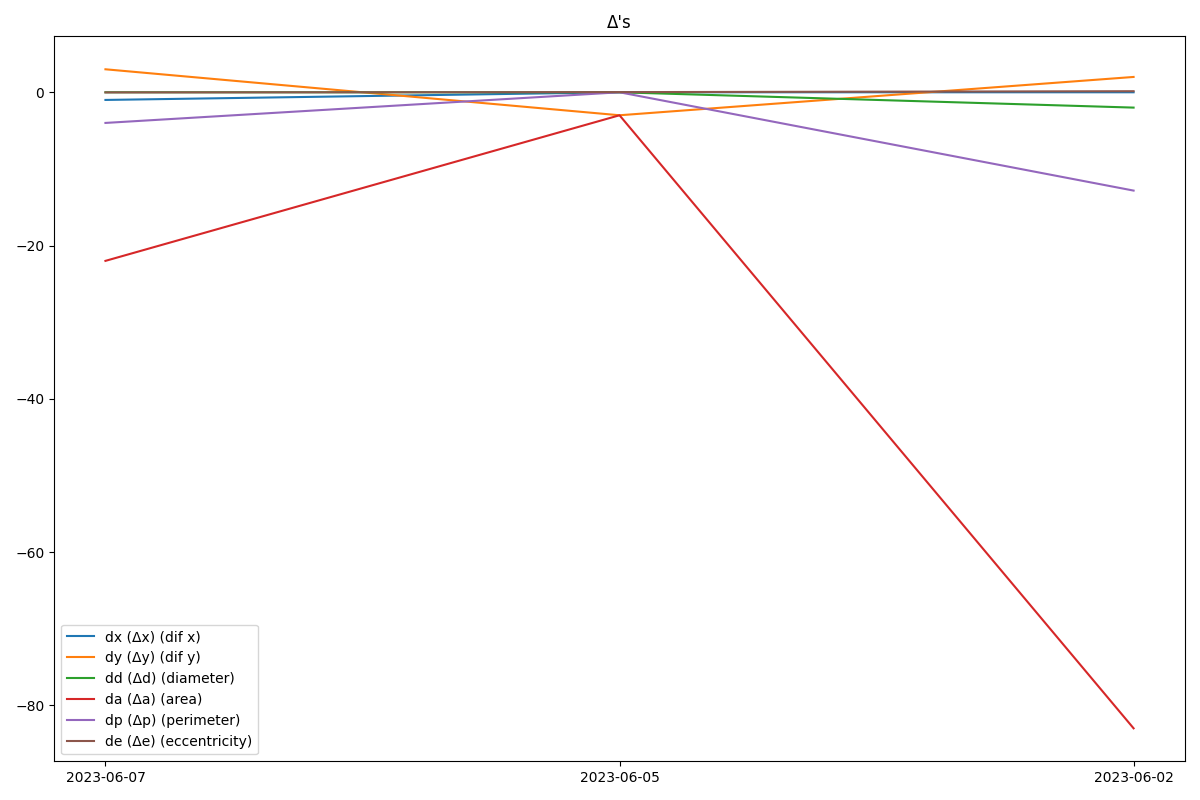 Δ's
0
−20
−40
−60
−80
dx (Δx) (dif x)
dy (Δy) (dif y)
dd (Δd) (diameter)
da (Δa) (area)
dp (Δp) (perimeter)
de (Δe) (eccentricity)
2023-06-07
2023-06-05
2023-06-02